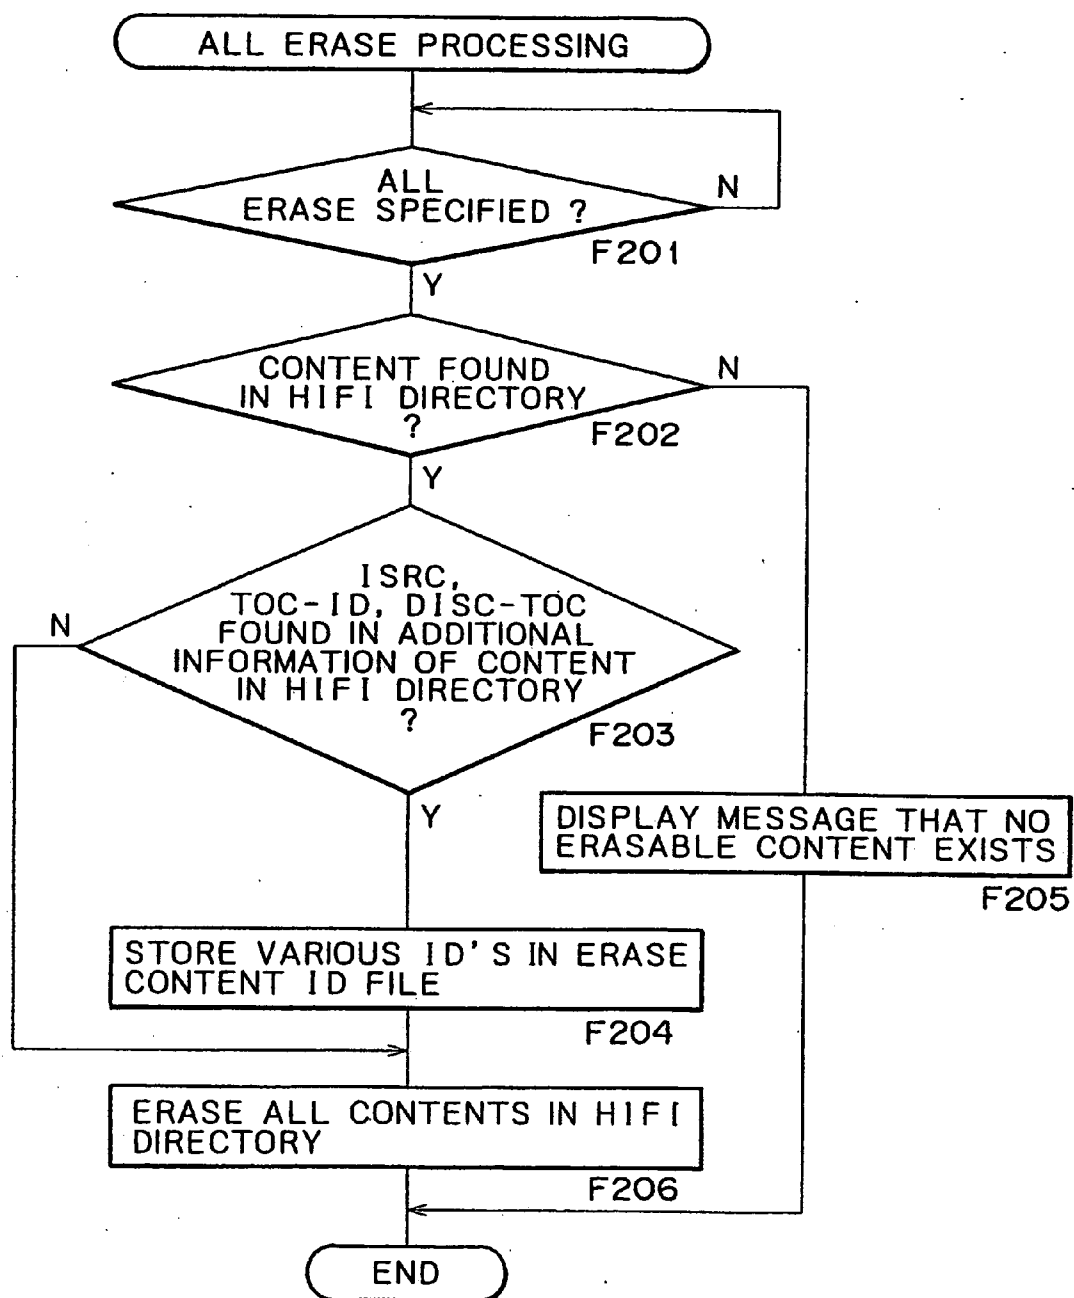 ALL ERASE PROCESSING
ALL
ERASE SPECIFIED ?
N
F201
Y
CONTENT FOUND
IN HIFI DIRECTORY
?
N
F202
Y
ISRC,
TOC-ID, DISC-TOC
FOUND IN ADDITIONAL
INFORMATION OF CONTENT
IN HIFI DIRECTORY
?
N
F203
Y
DISPLAY MESSAGE THAT NO
ERASABLE CONTENT EXISTS
F205
STORE VARIOUS ID'S IN ERASE
CONTENT ID FILE
F204
ERASE ALL CONTENTS IN HIFI
DIRECTORY
F206
END